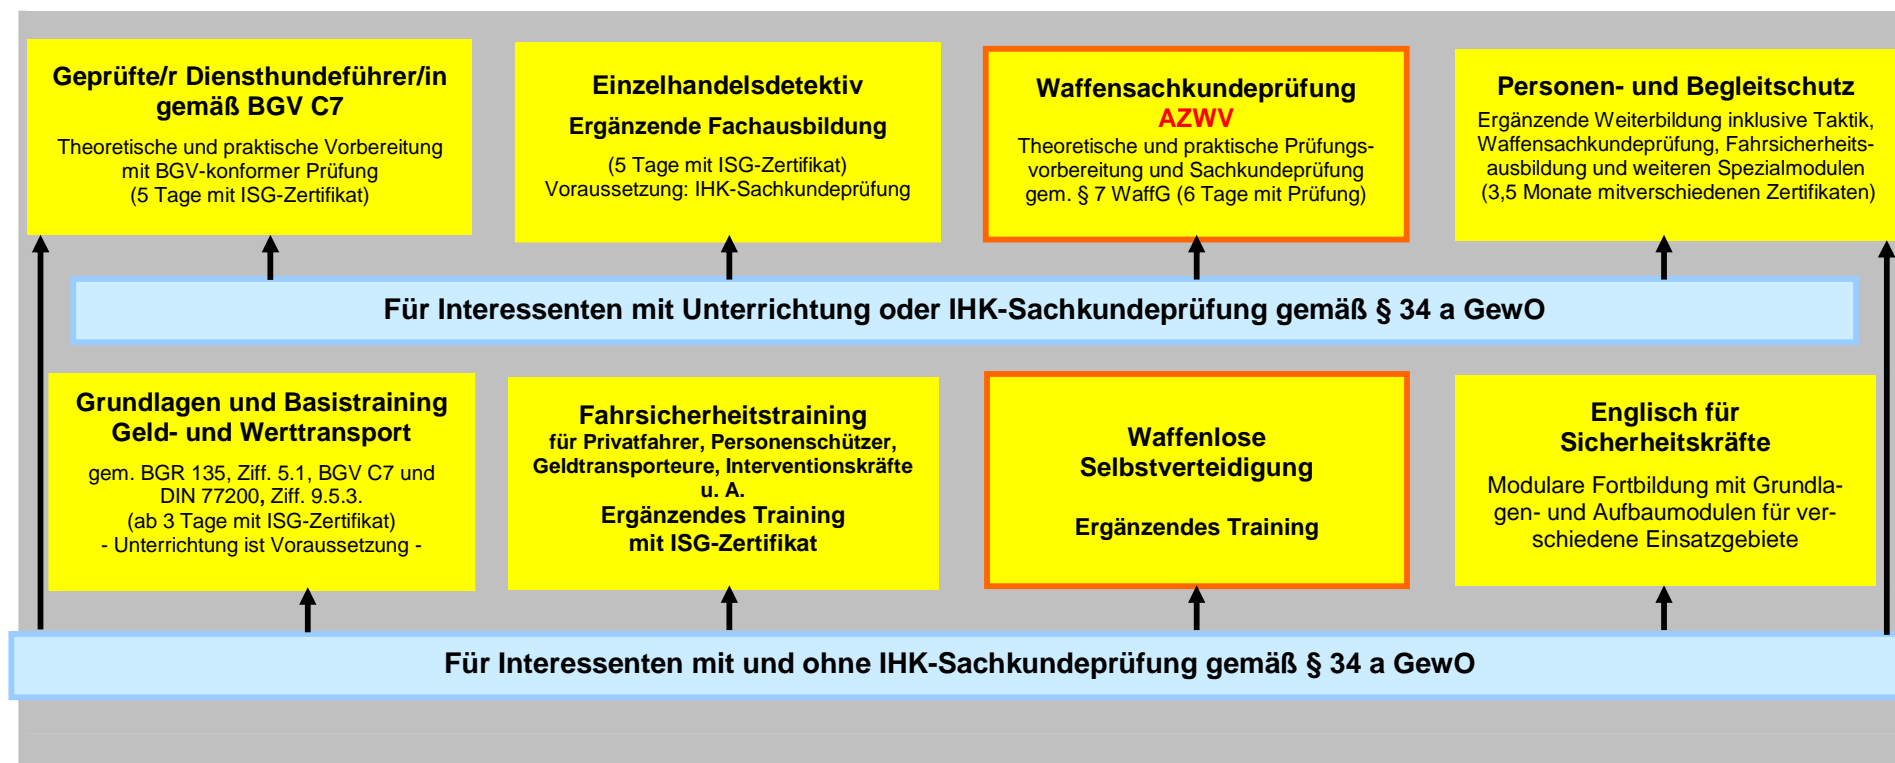 Geprüfte/r Diensthundeführer/in
gemäß BGV C7
Theoretische und praktische Vorbereitung
mit BGV-konformer Prüfung
(5 Tage mit ISG-Zertifikat)
Einzelhandelsdetektiv
Ergänzende Fachausbildung
(5 Tage mit ISG-Zertifikat)
Voraussetzung: IHK-Sachkundeprüfung
Waffensachkundeprüfung
AZWV
Theoretische und praktische Prüfungs-
vorbereitung und Sachkundeprüfung
gem. § 7 WaffG (6 Tage mit Prüfung)
Personen- und Begleitschutz
Ergänzende Weiterbildung inklusive Taktik,
Waffensachkundeprüfung, Fahrsicherheits-
ausbildung und weiteren Spezialmodulen
(3,5 Monate mitverschiedenen Zertifikaten)
Für Interessenten mit Unterrichtung oder IHK-Sachkundeprüfung gemäß § 34 a GewO
Grundlagen und Basistraining
Geld- und Werttransport
gem. BGR 135, Ziff. 5.1, BGV C7 und
DIN 77200, Ziff. 9.5.3.
(ab 3 Tage mit ISG-Zertifikat)
- Unterrichtung ist Voraussetzung -
Fahrsicherheitstraining
für Privatfahrer, Personenschützer,
Geldtransporteure, Interventionskräfte
u. A.
Ergänzendes Training
mit ISG-Zertifikat
Waffenlose
Selbstverteidigung
Ergänzendes Training
Englisch für
Sicherheitskräfte
Modulare Fortbildung mit Grundla-
gen- und Aufbaumodulen für ver-
schiedene Einsatzgebiete
Für Interessenten mit und ohne IHK-Sachkundeprüfung gemäß § 34 a GewO